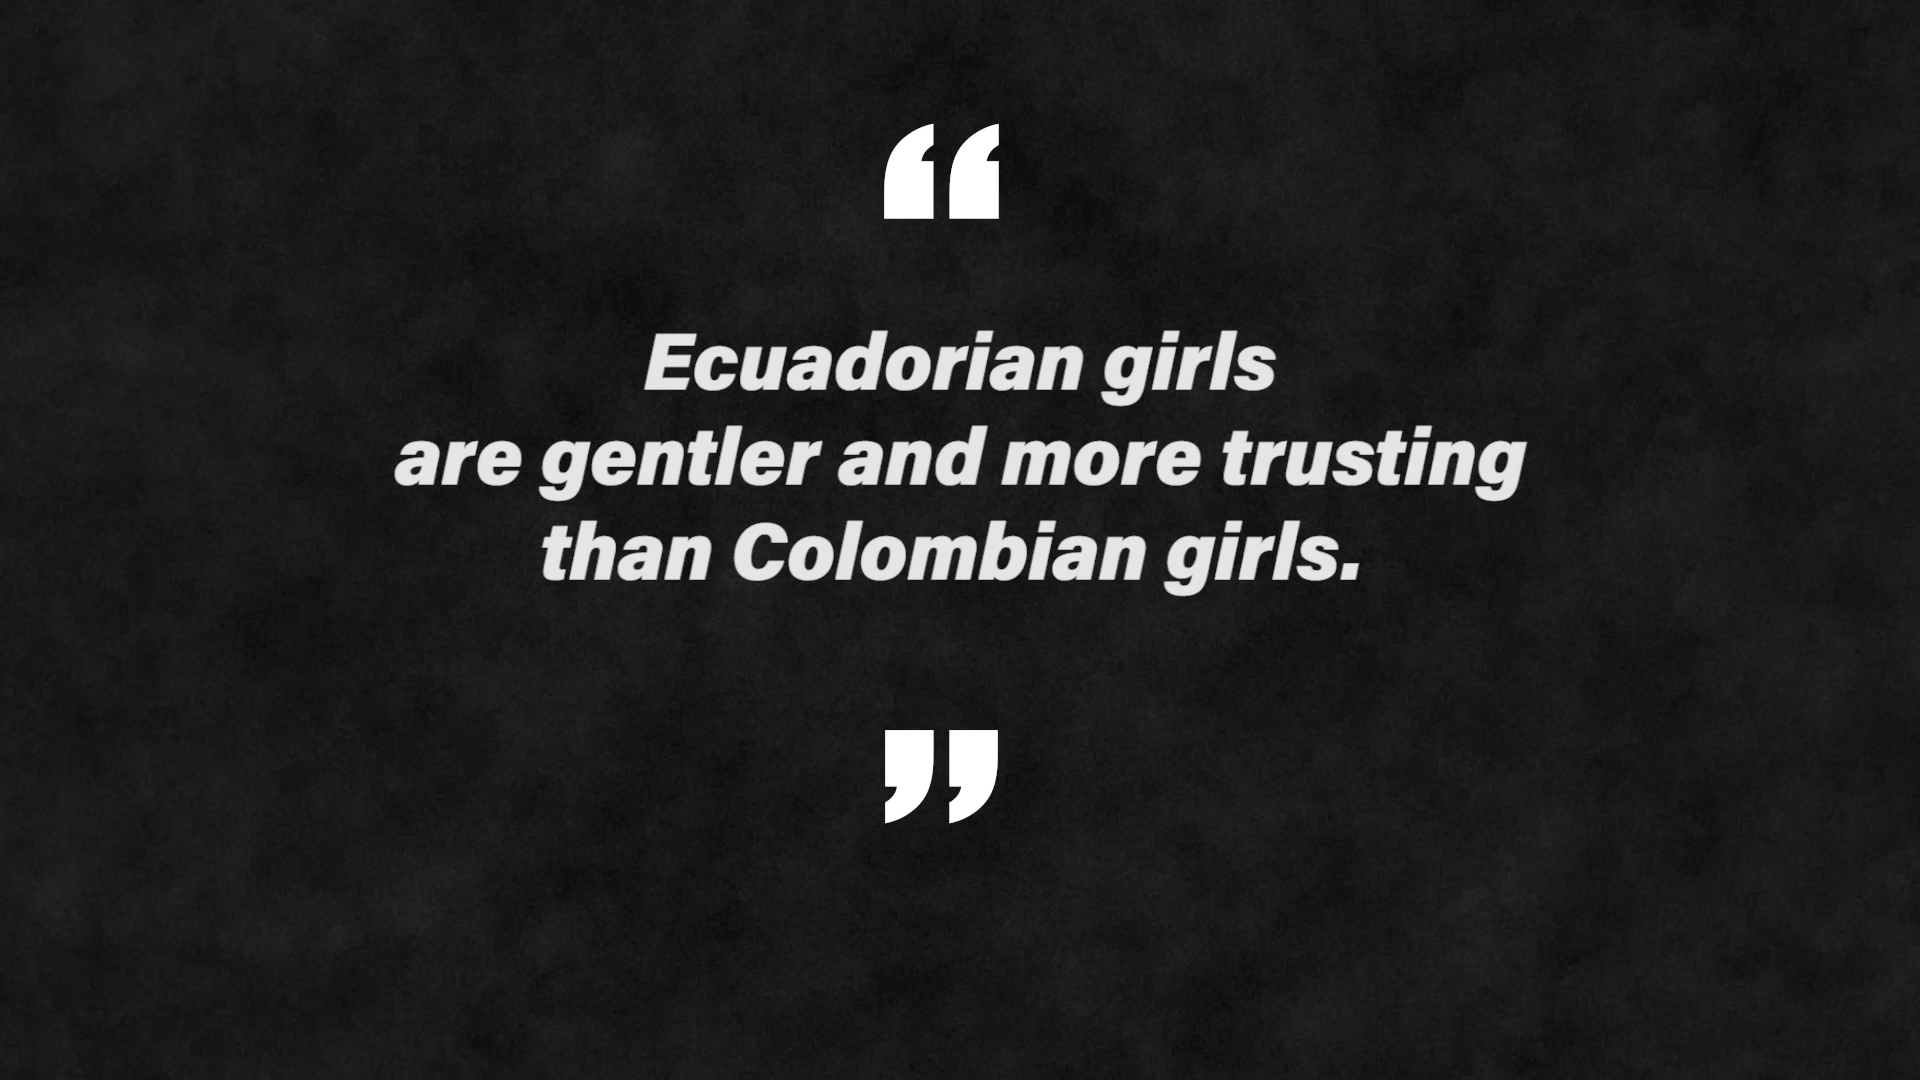 “
Ecuadorian girls
are gentler and more trusting
than Colombian girls.
”